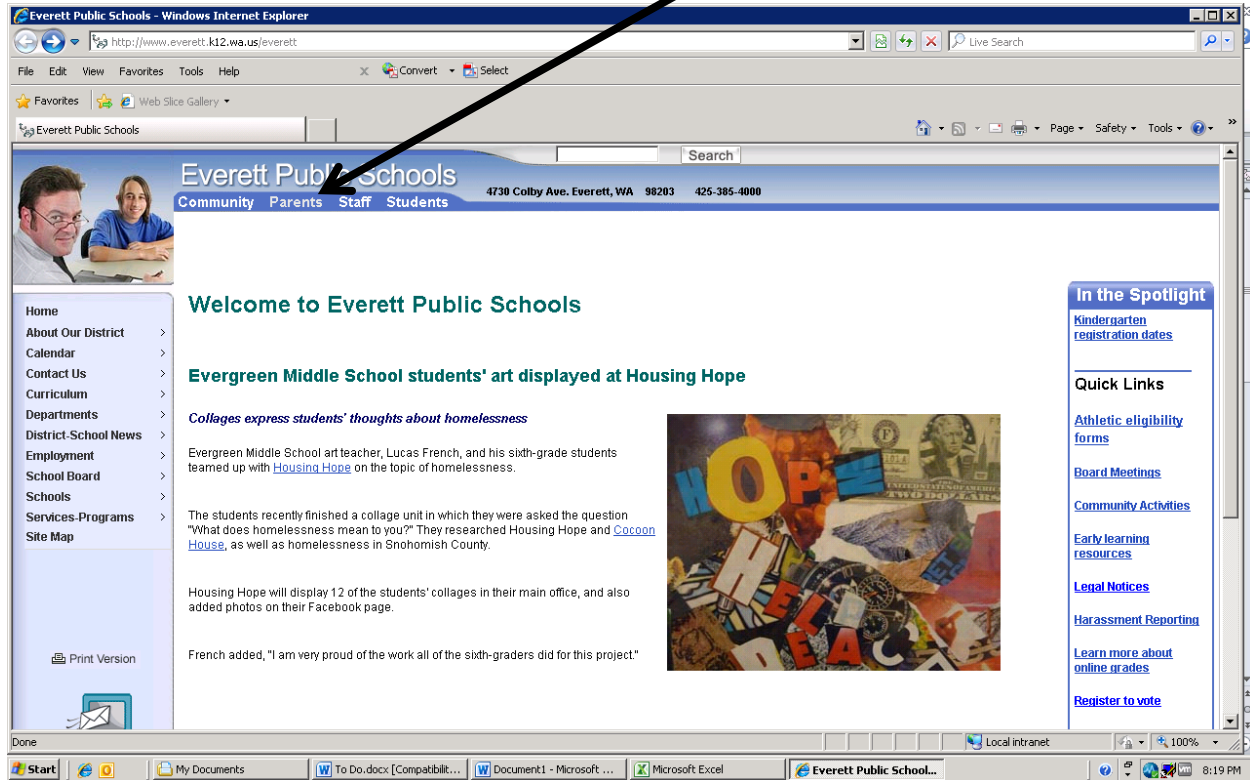 Everett Public Schools - Windows Internet Explorer
http://www.everett.k12.wa.us/everett
Live Search
File Edit View Favorites Tools Help
x Convert Select
Favorites Web Slice Gallery
Everett Public Schools
Page Safety Tools
Search
Everett Public Schools
4730 Colby Ave. Everett, WA 98203 425-385-4000
Community Parents Staff Students
Home
About Our District
Calendar
Contact Us
Curriculum
Departments
District-School News
Employment
School Board
Schools
Services-Programs
Site Map
Print Version
Welcome to Everett Public Schools
Evergreen Middle School students' art displayed at Housing Hope
Collages express students' thoughts about homelessness
Evergreen Middle School art teacher, Lucas French, and his sixth-grade students
teamed up with Housing Hope on the topic of homelessness.
The students recently finished a collage unit in which they were asked the question
"What does homelessness mean to you?" They researched Housing Hope and Cocoon
House, as well as homelessness in Snohomish County.
Housing Hope will display 12 of the students' collages in their main office, and also
added photos on their Facebook page.
French added, "I am very proud of the work all of the sixth-graders did for this project."
HOPE
UNITED STATES OF AMERICA
TWO DOLLARS
HELP
PEACE
In the Spotlight
Kindergarten
registration dates
Quick Links
Athletic eligibility
forms
Board Meetings
Community Activities
Early learning
resources
Legal Notices
Harassment Reporting
Learn more about
online grades
Register to vote
Done
Local intranet
100%
Start
My Documents
To Do.docx [Compatibilit...
Document1 - Microsoft ...
Microsoft Excel
Everett Public School...
8:19 PM